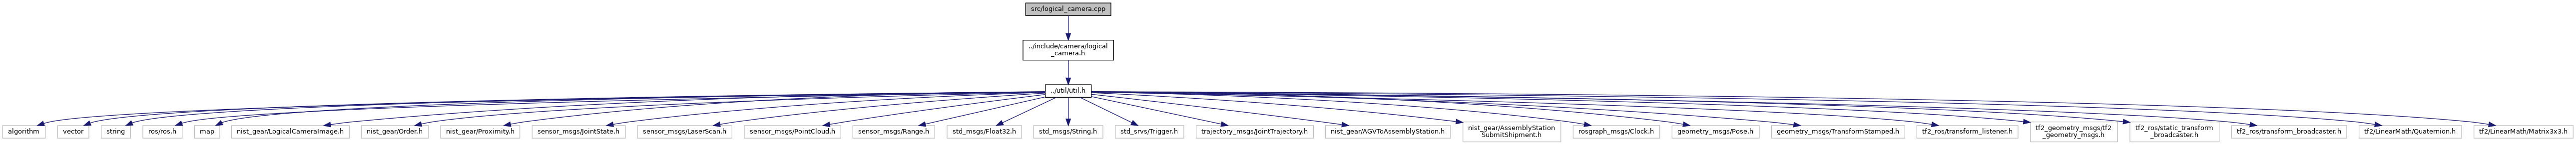 src/logical_camera.cpp
../include/camera/logical
_camera.h
../util/util.h
algorithm
vector
string
ros/ros.h
map
nist_gear/LogicalCameraImage.h
nist_gear/Order.h
nist_gear/Proximity.h
sensor_msgs/JointState.h
sensor_msgs/LaserScan.h
sensor_msgs/PointCloud.h
sensor_msgs/Range.h
std_msgs/Float32.h
std_msgs/String.h
std_srvs/Trigger.h
trajectory_msgs/JointTrajectory.h
nist_gear/AGVToAssemblyStation.h
nist_gear/AssemblyStation
SubmitShipment.h
rosgraph_msgs/Clock.h
geometry_msgs/Pose.h
geometry_msgs/TransformStamped.h
tf2_ros/transform_listener.h
tf2_geometry_msgs/tf2
_geometry_msgs.h
tf2_ros/static_transform
_broadcaster.h
tf2_ros/transform_broadcaster.h
tf2/LinearMath/Quaternion.h
tf2/LinearMath/Matrix3x3.h